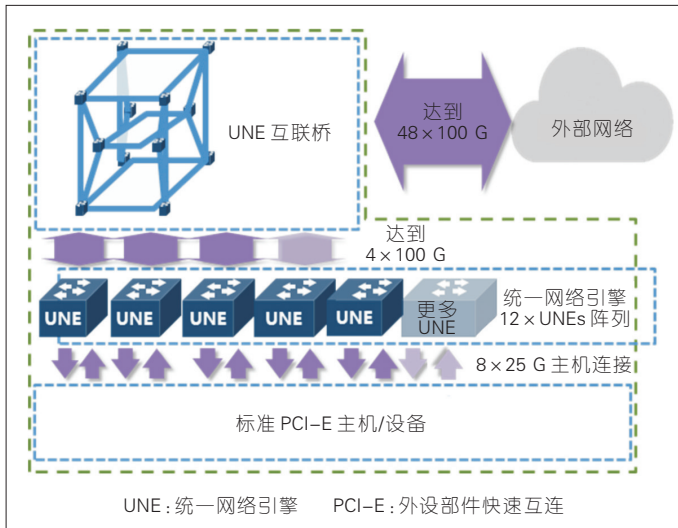 UNE 互联桥
达到
48×100 G
外部网络
达到
4×100 G
UNE
UNE
UNE
UNE
UNE
更多
UNE
统一网络引擎
12×UNEs 阵列
8×25 G 主机连接
标准 PCI-E 主机/设备
UNE:统一网络引擎 PCI-E:外设部件快速互连